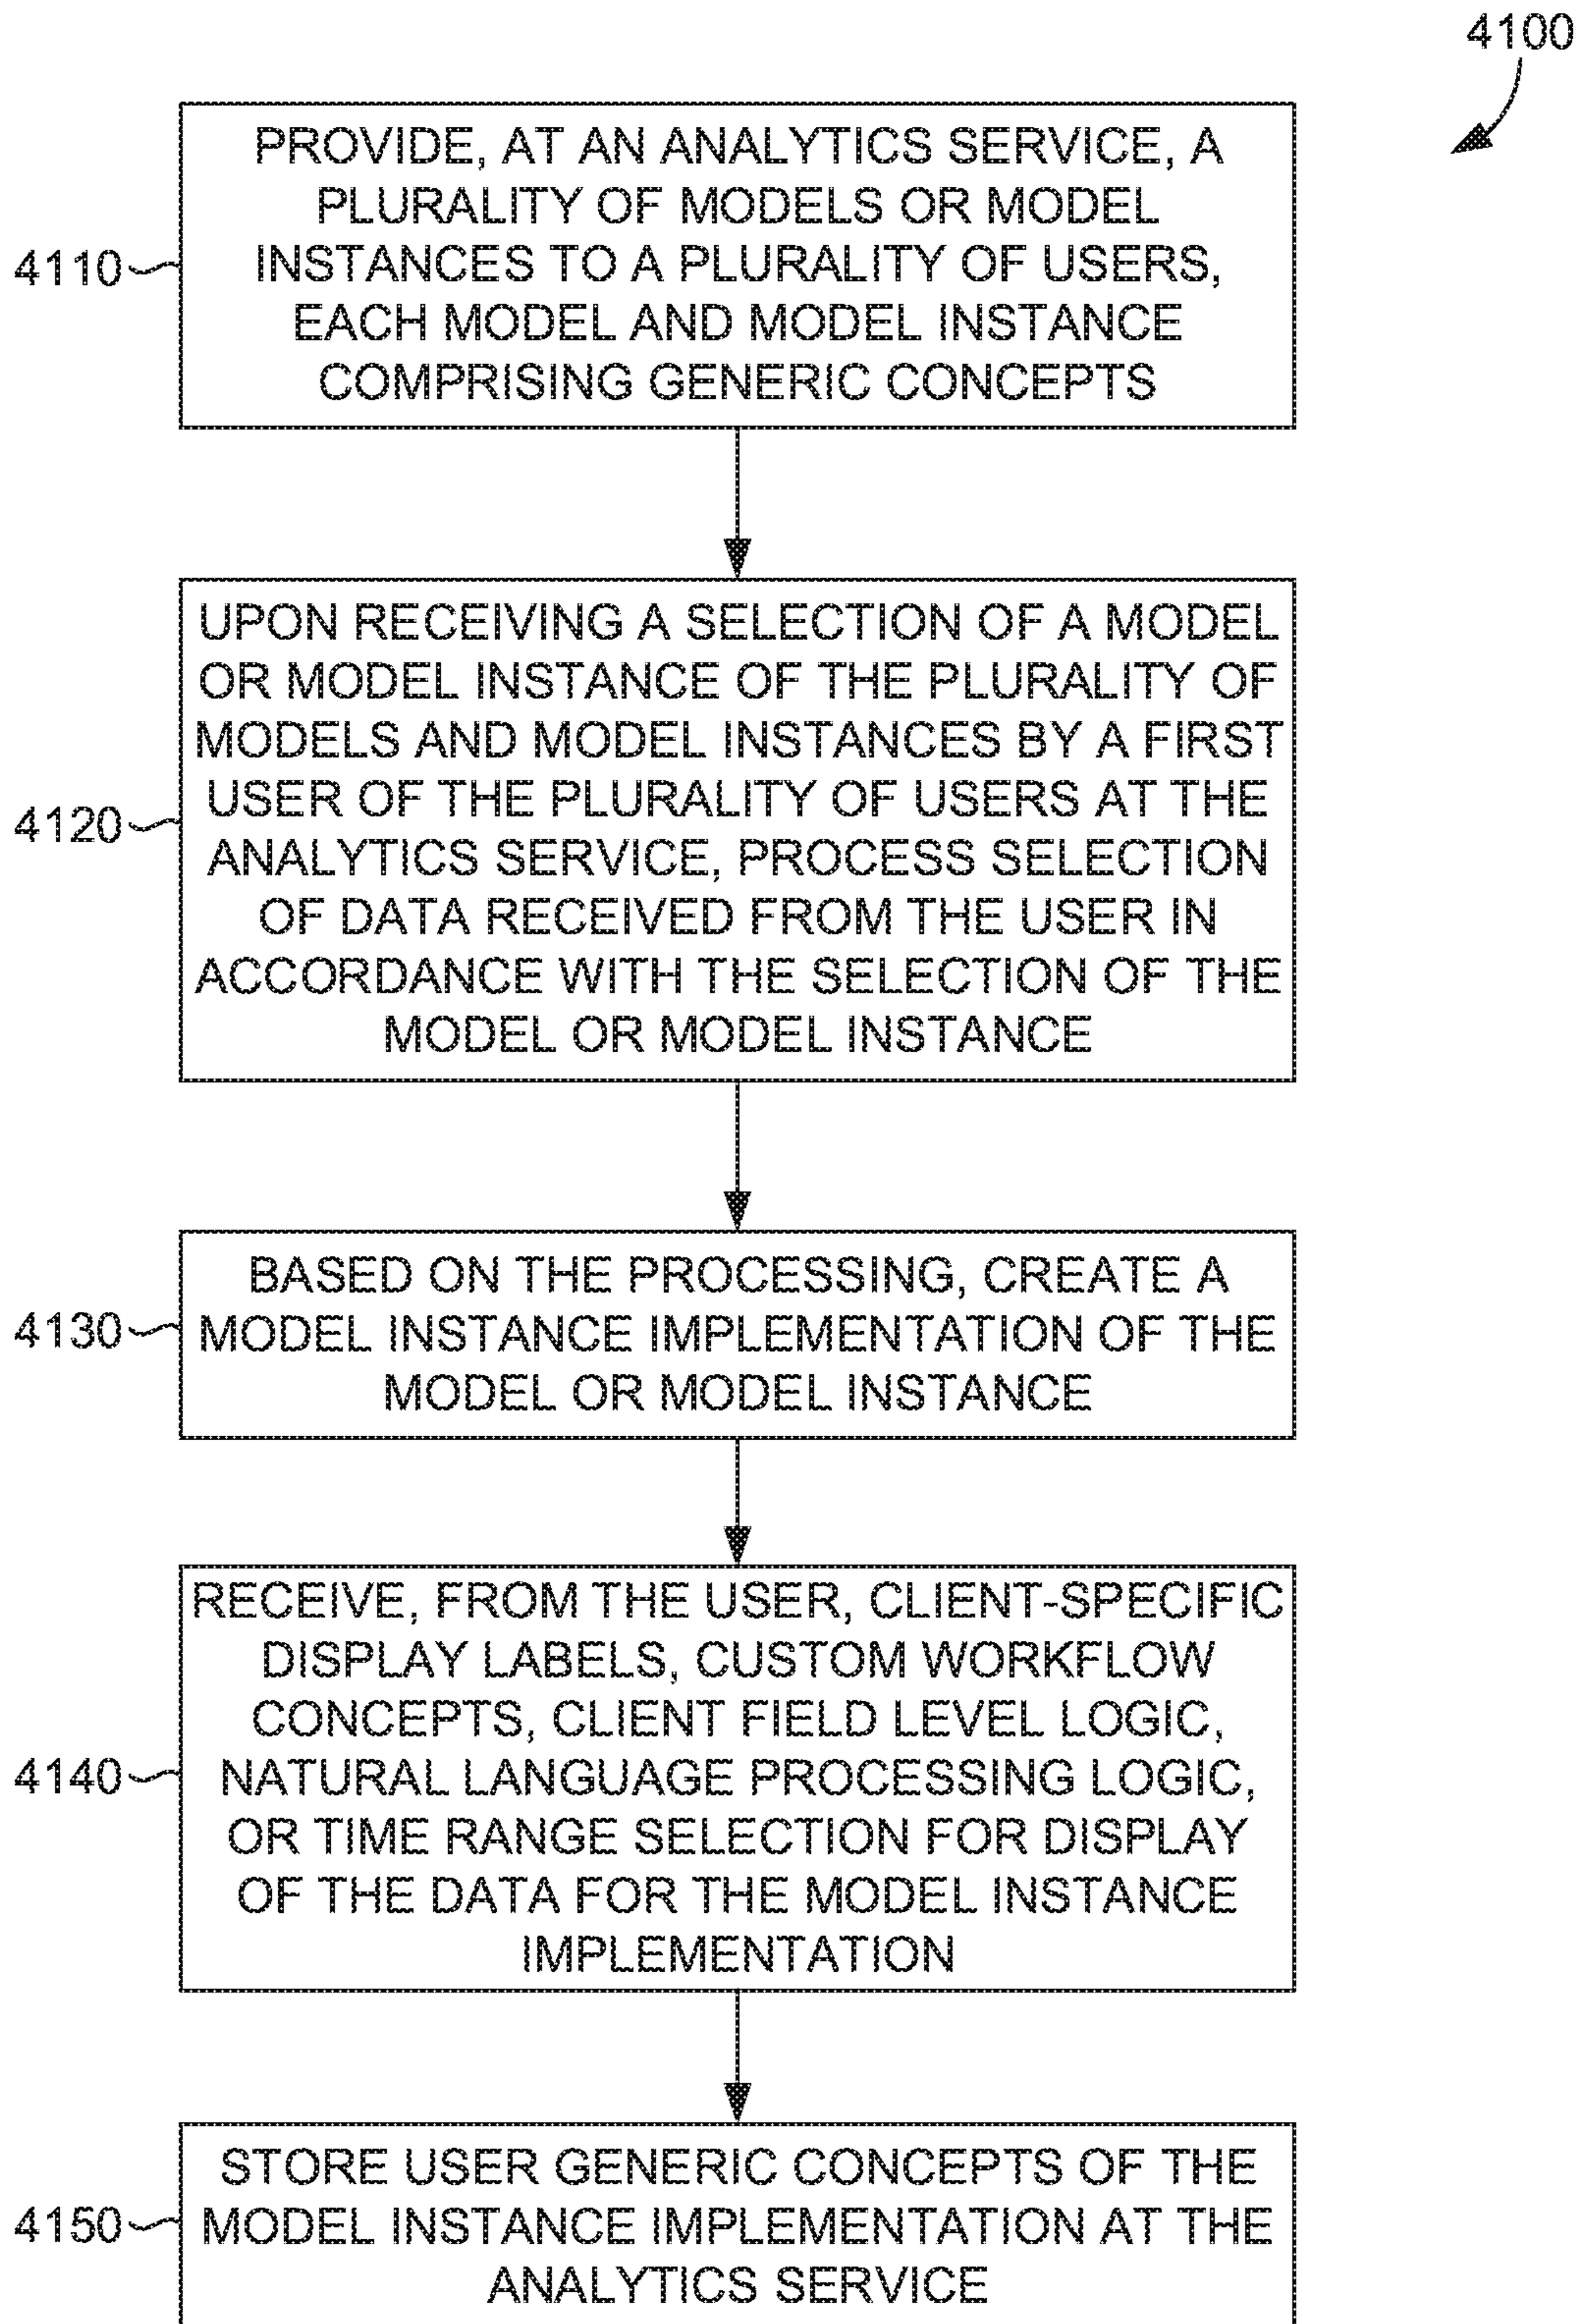 4100
PROVIDE, AT AN ANALYTICS SERVICE, A
PLURALITY OF MODELS OR MODEL
INSTANCES TO A PLURALITY OF USERS,
EACH MODEL AND MODEL INSTANCE
COMPRISING GENERIC CONCEPTS
4110
UPON RECEIVING A SELECTION OF A MODEL
OR MODEL INSTANCE OF THE PLURALITY OF
MODELS AND MODEL INSTANCES BY A FIRST
USER OF THE PLURALITY OF USERS AT THE
ANALYTICS SERVICE, PROCESS SELECTION
OF DATA RECEIVED FROM THE USER IN
ACCORDANCE WITH THE SELECTION OF THE
MODEL OR MODEL INSTANCE
4120
BASED ON THE PROCESSING, CREATE A
MODEL INSTANCE IMPLEMENTATION OF THE
MODEL OR MODEL INSTANCE
4130
RECEIVE, FROM THE USER, CLIENT-SPECIFIC
DISPLAY LABELS, CUSTOM WORKFLOW
CONCEPTS, CLIENT FIELD LEVEL LOGIC,
NATURAL LANGUAGE PROCESSING LOGIC,
OR TIME RANGE SELECTION FOR DISPLAY
OF THE DATA FOR THE MODEL INSTANCE
IMPLEMENTATION
4140
STORE USER GENERIC CONCEPTS OF THE
MODEL INSTANCE IMPLEMENTATION AT THE
ANALYTICS SERVICE
4150